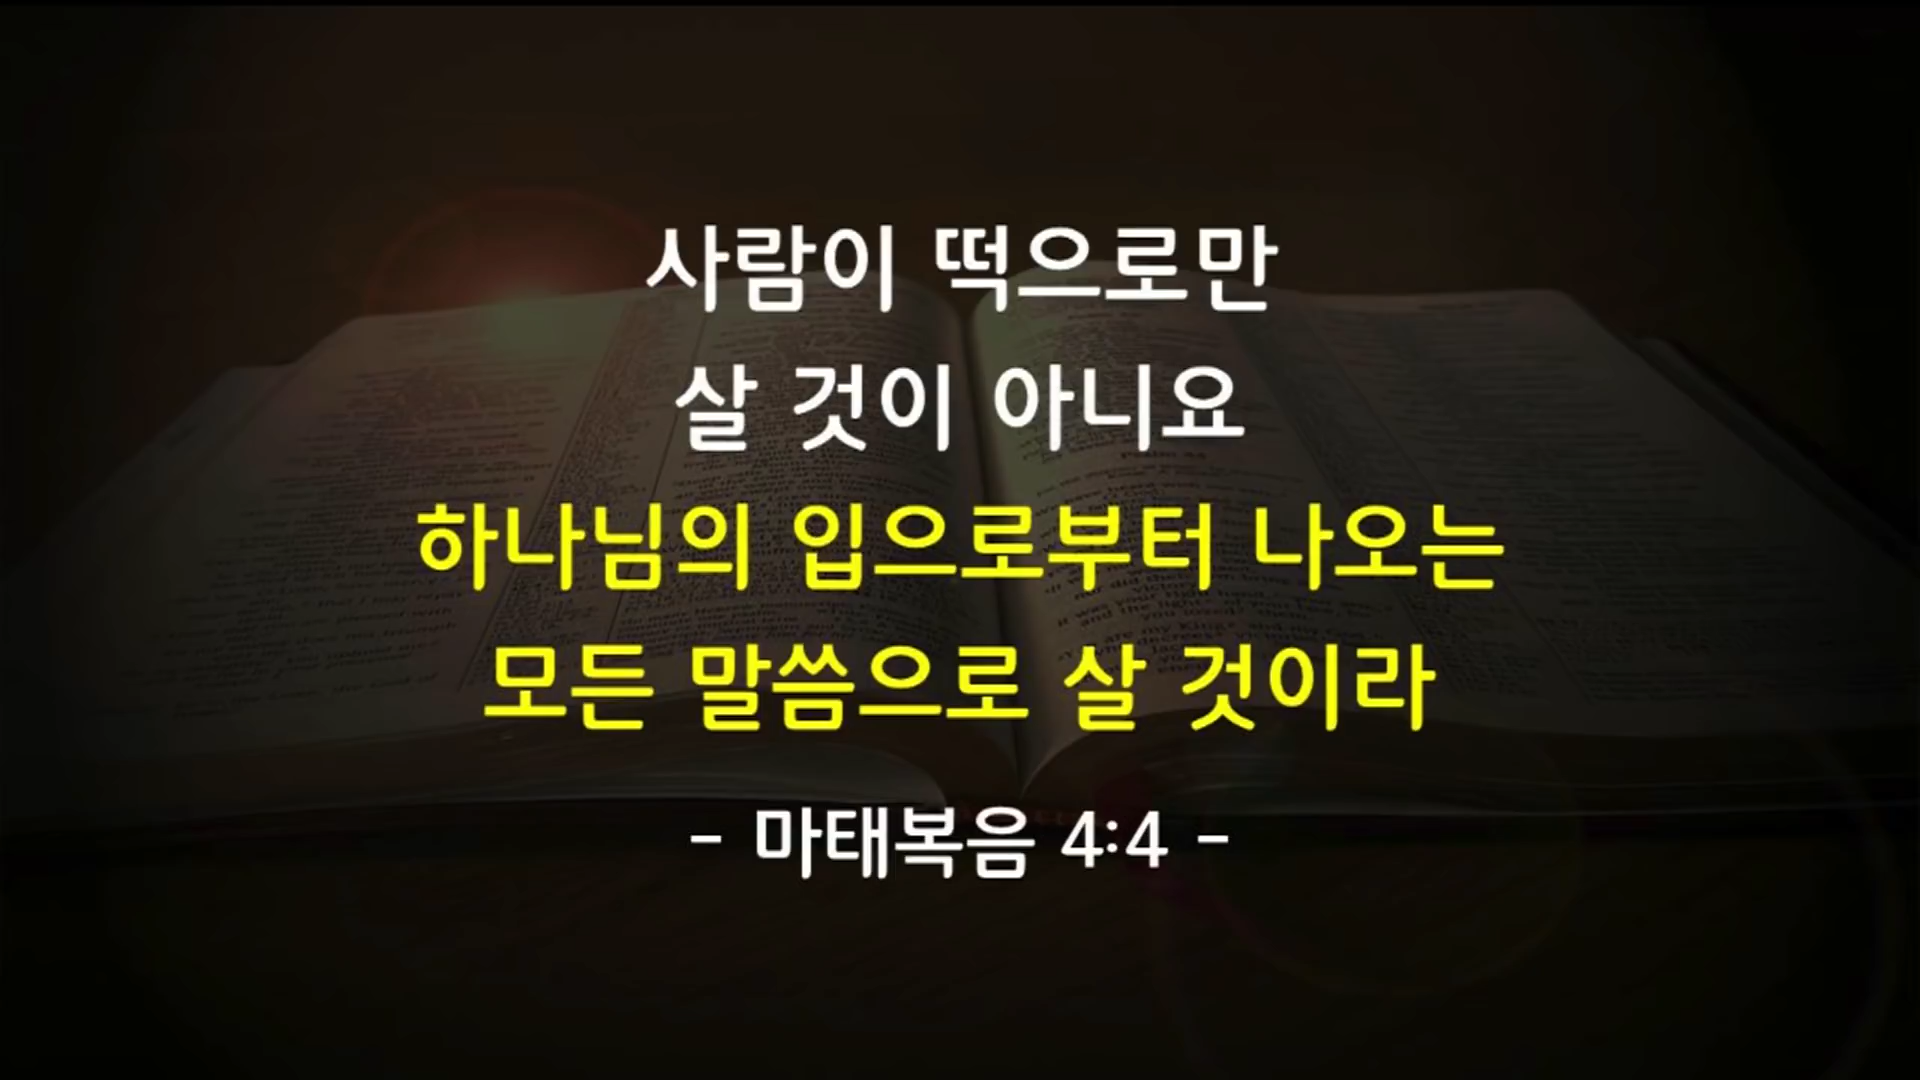 사람이 떡으로만
살 것이 아니요
하나님의 입으로부터 나오는
모든 말씀으로 살 것이라
- 마태복음 4:4 -